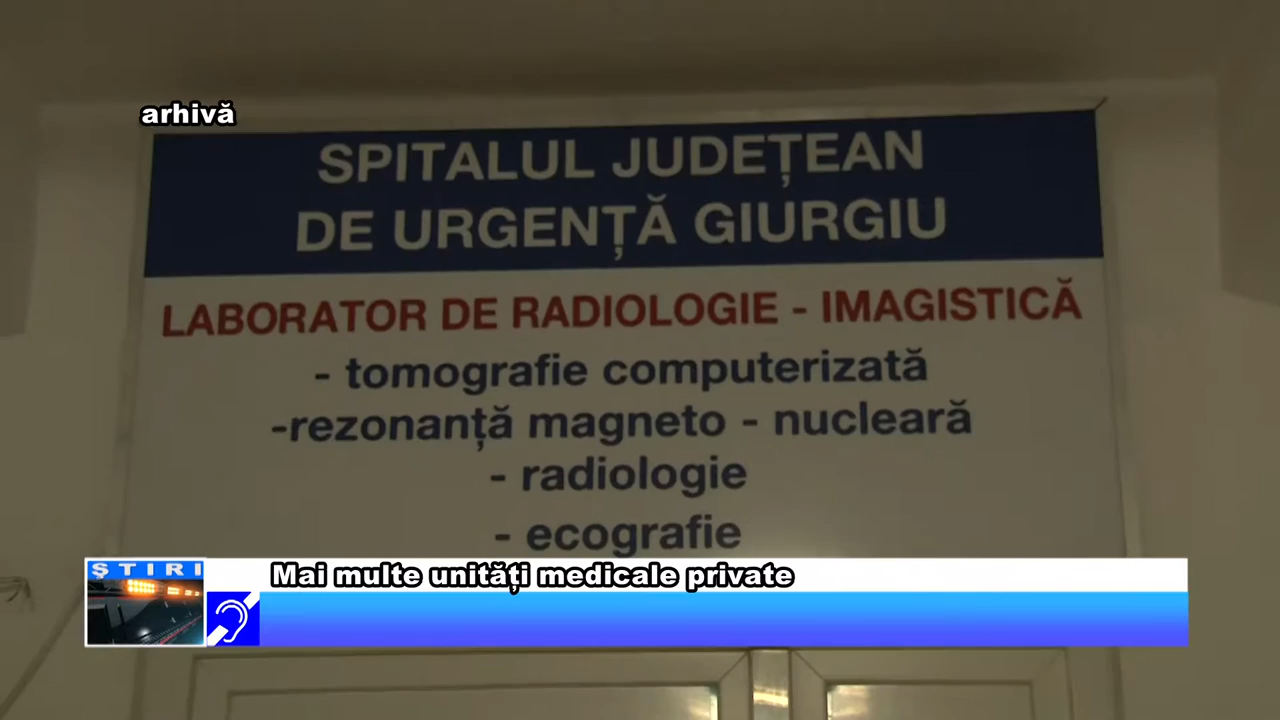 arhivă
SPITALUL JUDEȚEAN
DE URGENȚĂ GIURGIU
LABORATOR DE RADIOLOGIE - IMAGISTICĂ
- tomografie computerizată
-rezonanță magneto - nucleară
- radiologie
- ecografie
ŞTIRI
Mai multe unități medicale private